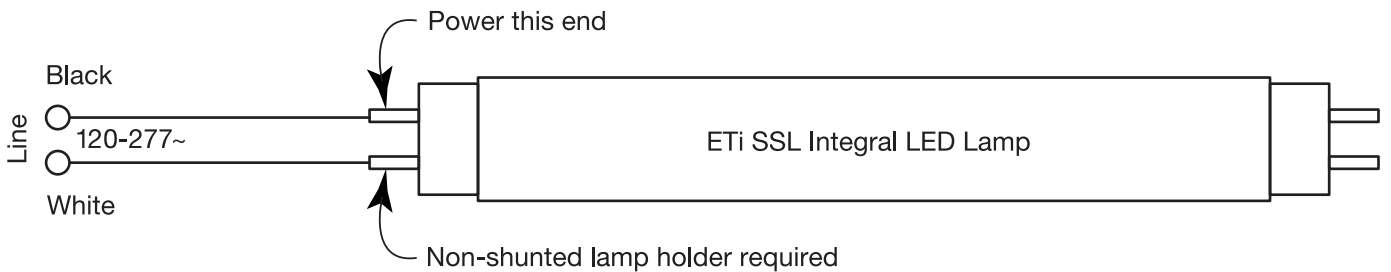 Power this end
Black
Line
120-277~
ETi SSL Integral LED Lamp
White
Non-shunted lamp holder required